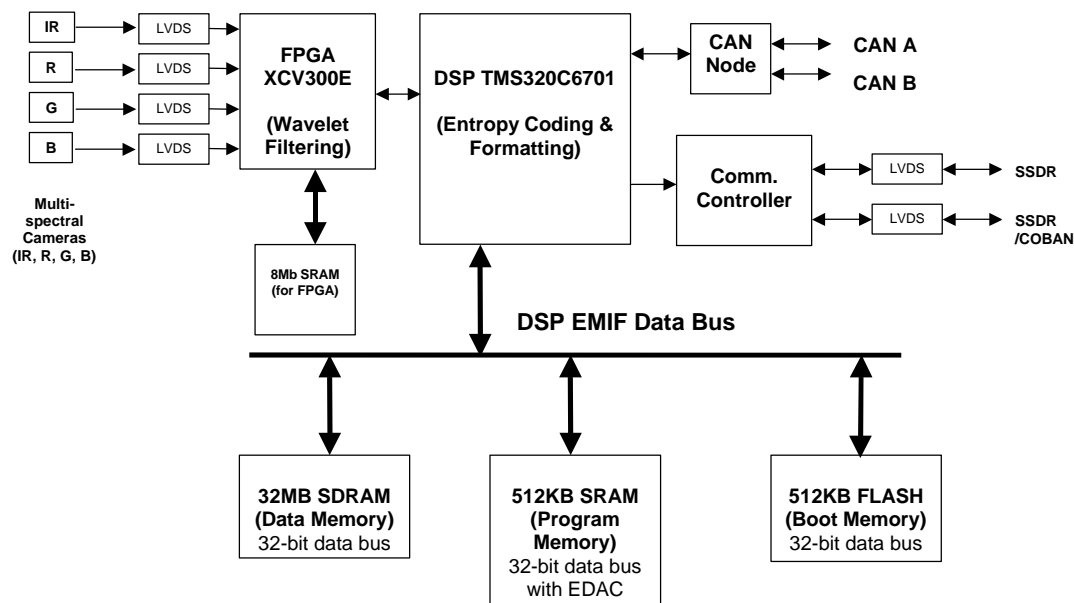 IR
LVDS
R
LVDS
G
LVDS
B
LVDS
Multi-
spectral
Cameras
(IR, R, G, B)
FPGA
XCV300E
(Wavelet
Filtering)
8Mb SRAM
(for FPGA)
DSP TMS320C6701
(Entropy Coding &
Formatting)
CAN
Node
CAN A
CAN B
Comm.
Controller
LVDS
SSDR
LVDS
SSDR
/COBAN
DSP EMIF Data Bus
32MB SDRAM
(Data Memory)
32-bit data bus
512KB SRAM
(Program
Memory)
32-bit data bus
with EDAC
512KB FLASH
(Boot Memory)
32-bit data bus